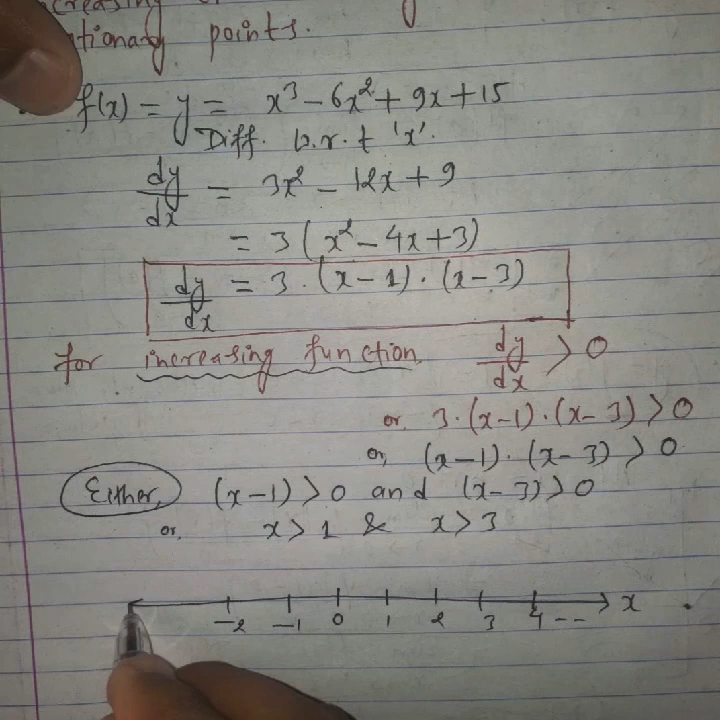 points.
f(x) = y = x³ - 6x² + 9x + 15
Diff. w.r.t 'x'.
dy/dx = 3x² - 12x + 9
= 3(x² - 4x + 3)
dy/dx = 3·(x-1)·(x-3)
for increasing function, dy/dx > 0
or, 3·(x-1)·(x-3) > 0
or, (x-1)·(x-3) > 0
Either, (x-1) > 0 and (x-3) > 0
or, x > 1 & x > 3
-2 -1 0 1 2 3 4 -- x